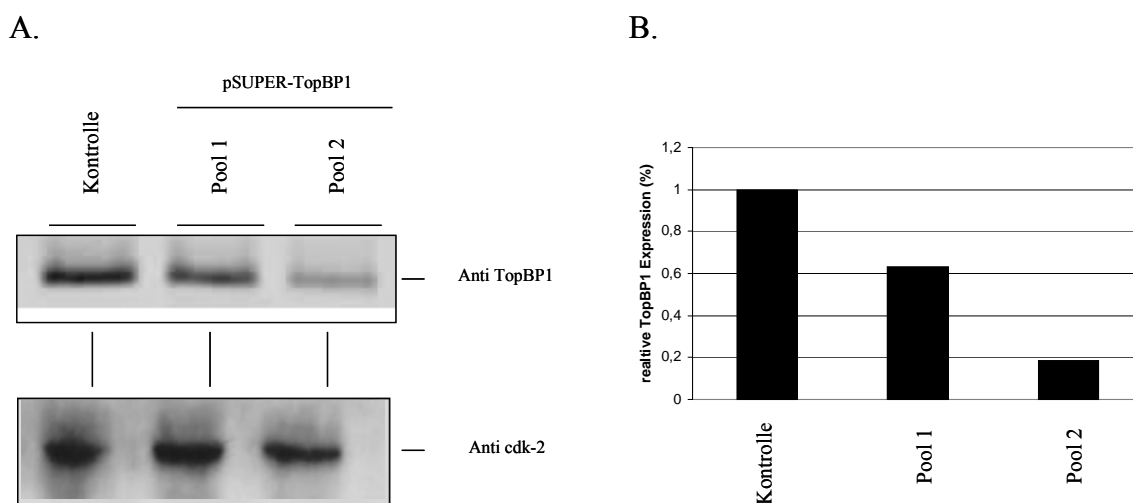 A.
pSUPER-TopBP1
Kontrolle
Pool 1
Pool 2
Anti TopBP1
Anti cdk-2
B.
realtive TopBP1 Expression (%)
1,2
1
0,8
0,6
0,4
0,2
0
Kontrolle
Pool 1
Pool 2